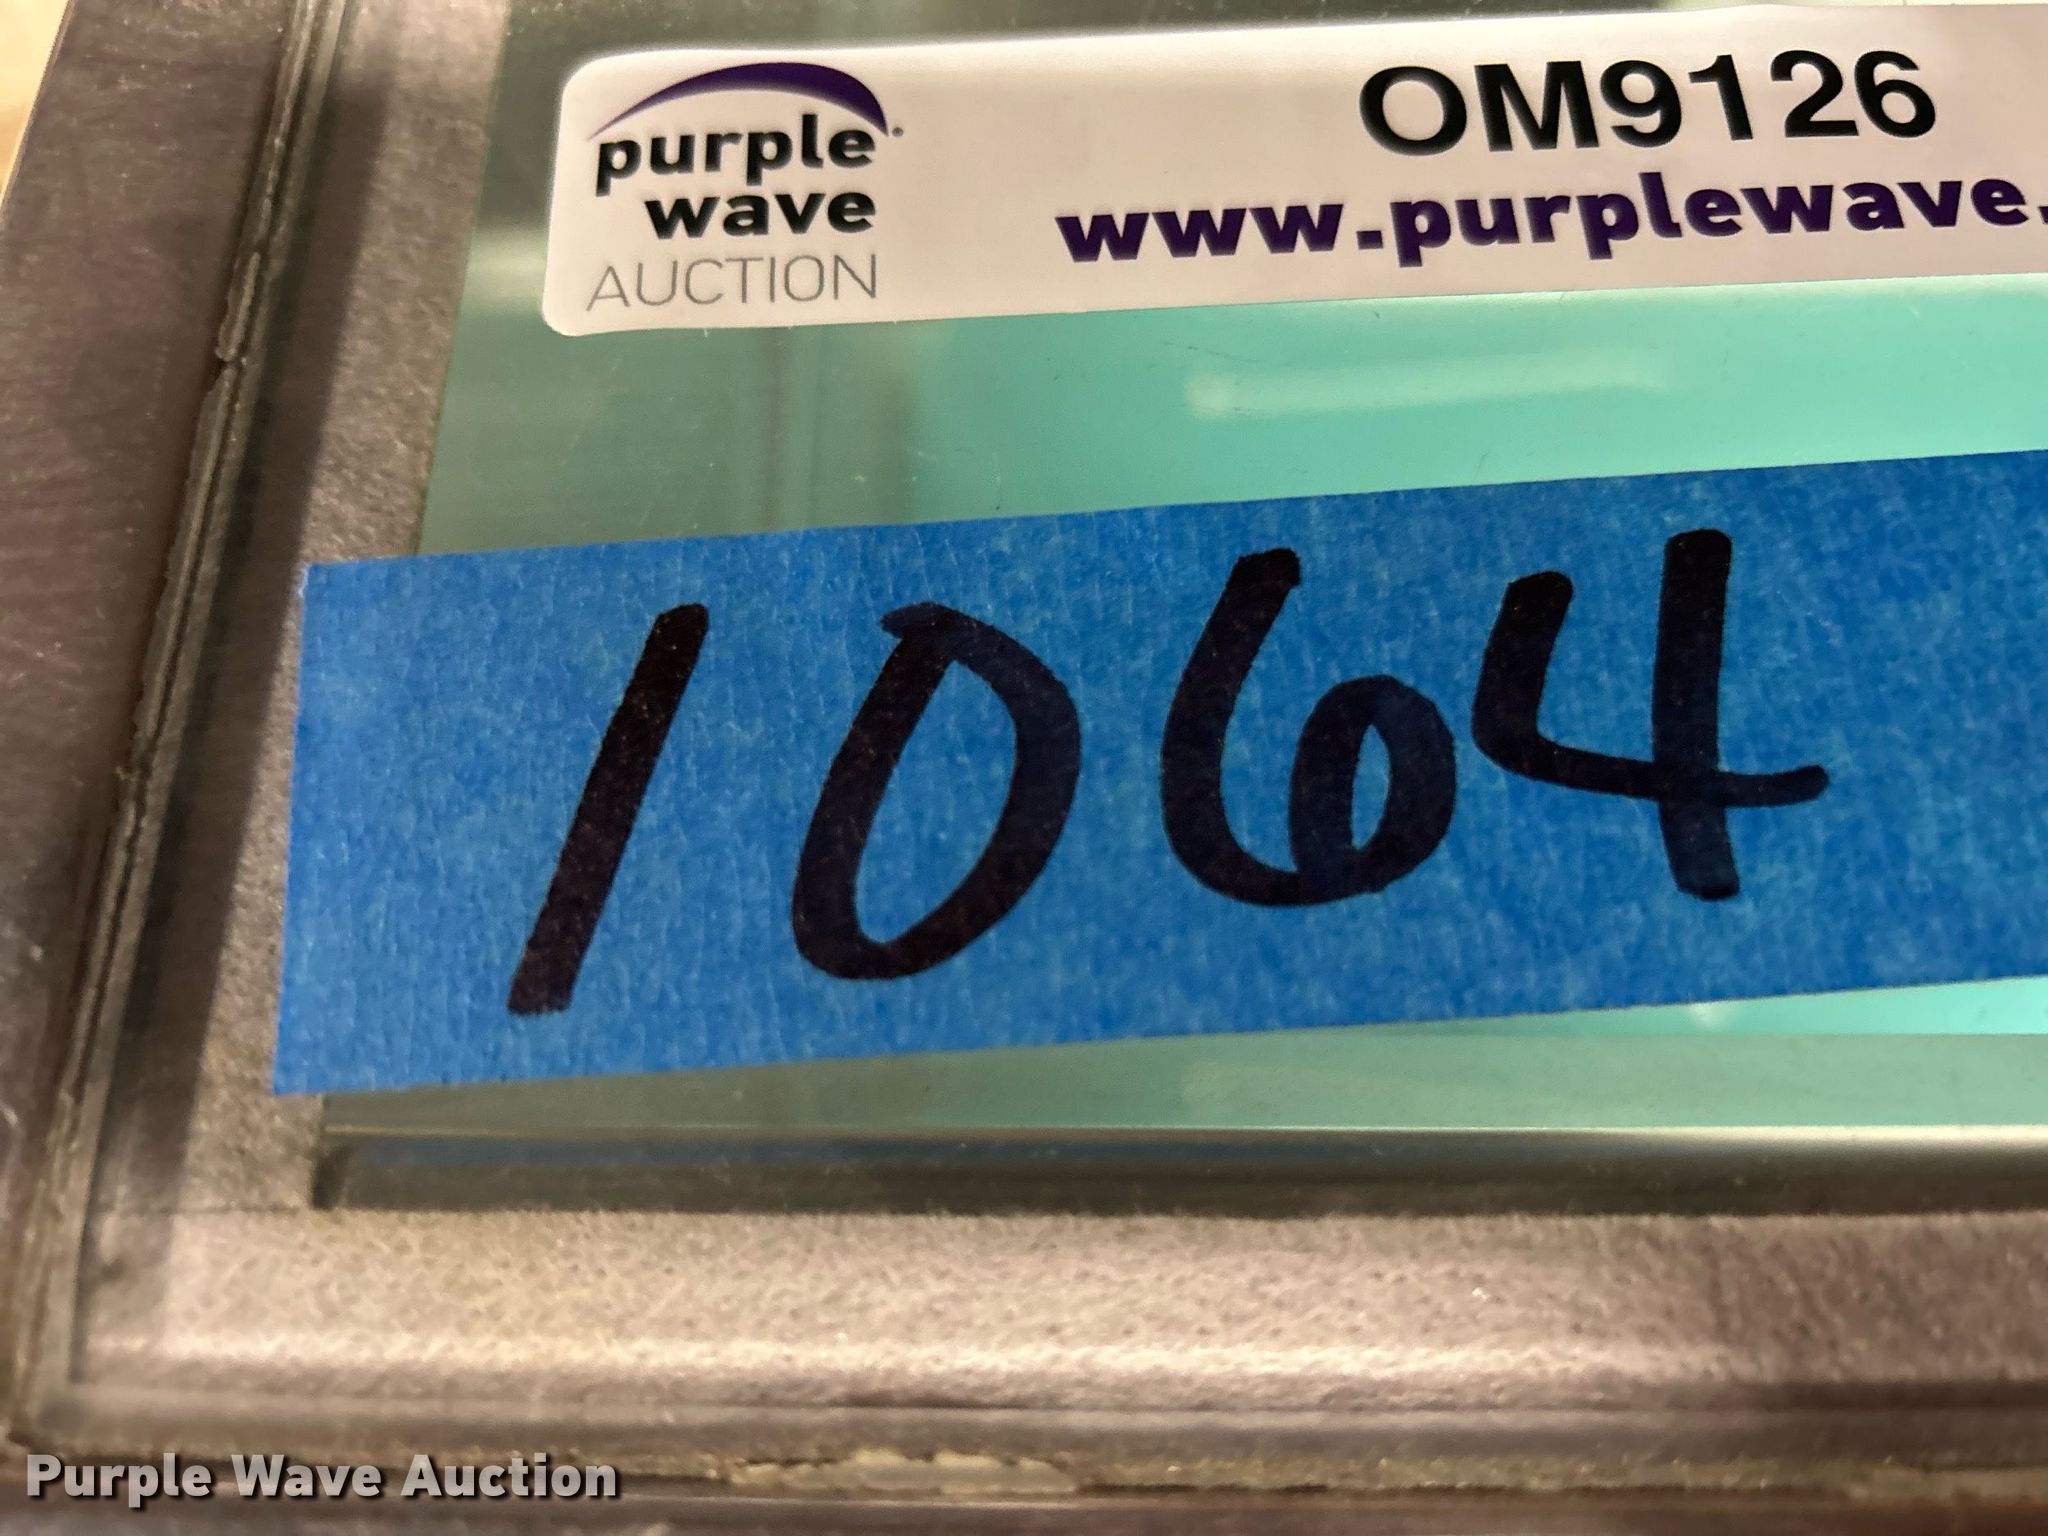 purple
wave
AUCTION
OM9126
www.purplewave.
1064
Purple Wave Auction